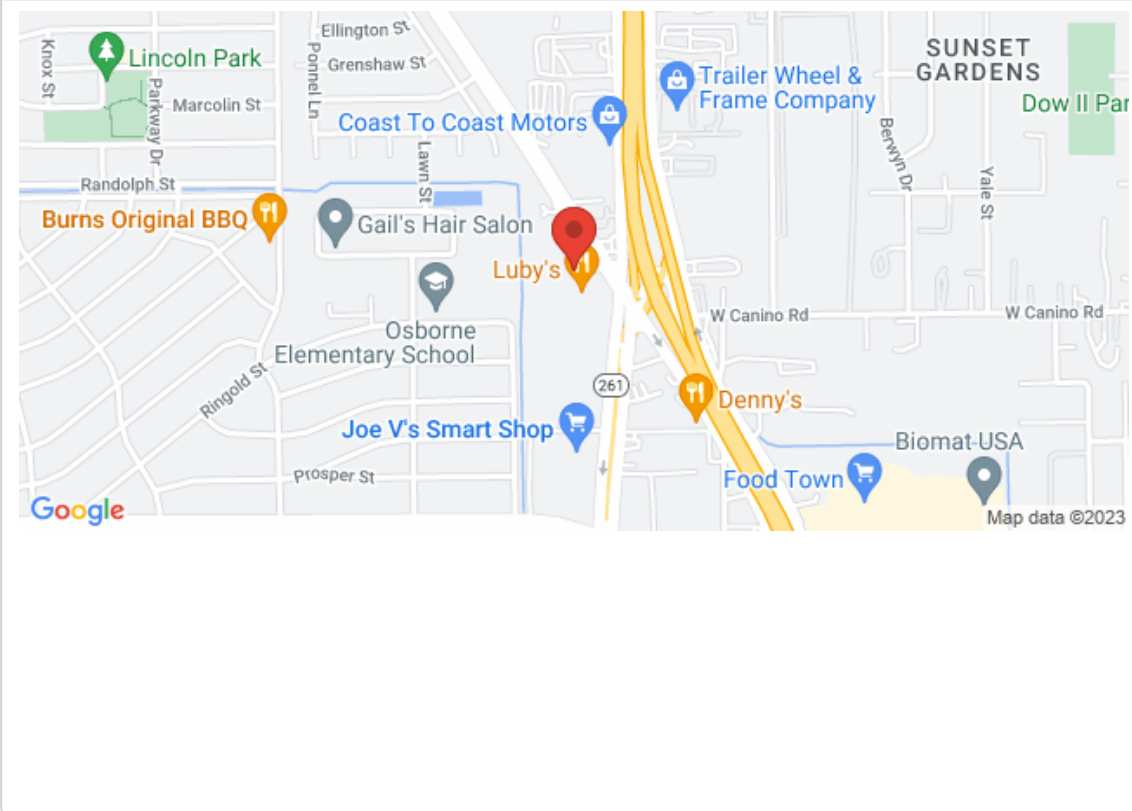 Ellington St
Knox St
Ponnel Ln
Lincoln Park
Grenshaw St
SUNSET
GARDENS
Trailer Wheel &
Frame Company
Parkway Dr
Marcolin St
Dow II Par
Coast To Coast Motors
Berwyn Dr
Lawn St
Yale St
Randolph St
Burns Original BBQ
Gail's Hair Salon
Luby's
W Canino Rd
W Canino Rd
Osborne
Elementary School
Ringold St
261
Denny's
Joe V's Smart Shop
Biomat USA
Prosper St
Food Town
Google
Map data ©2023